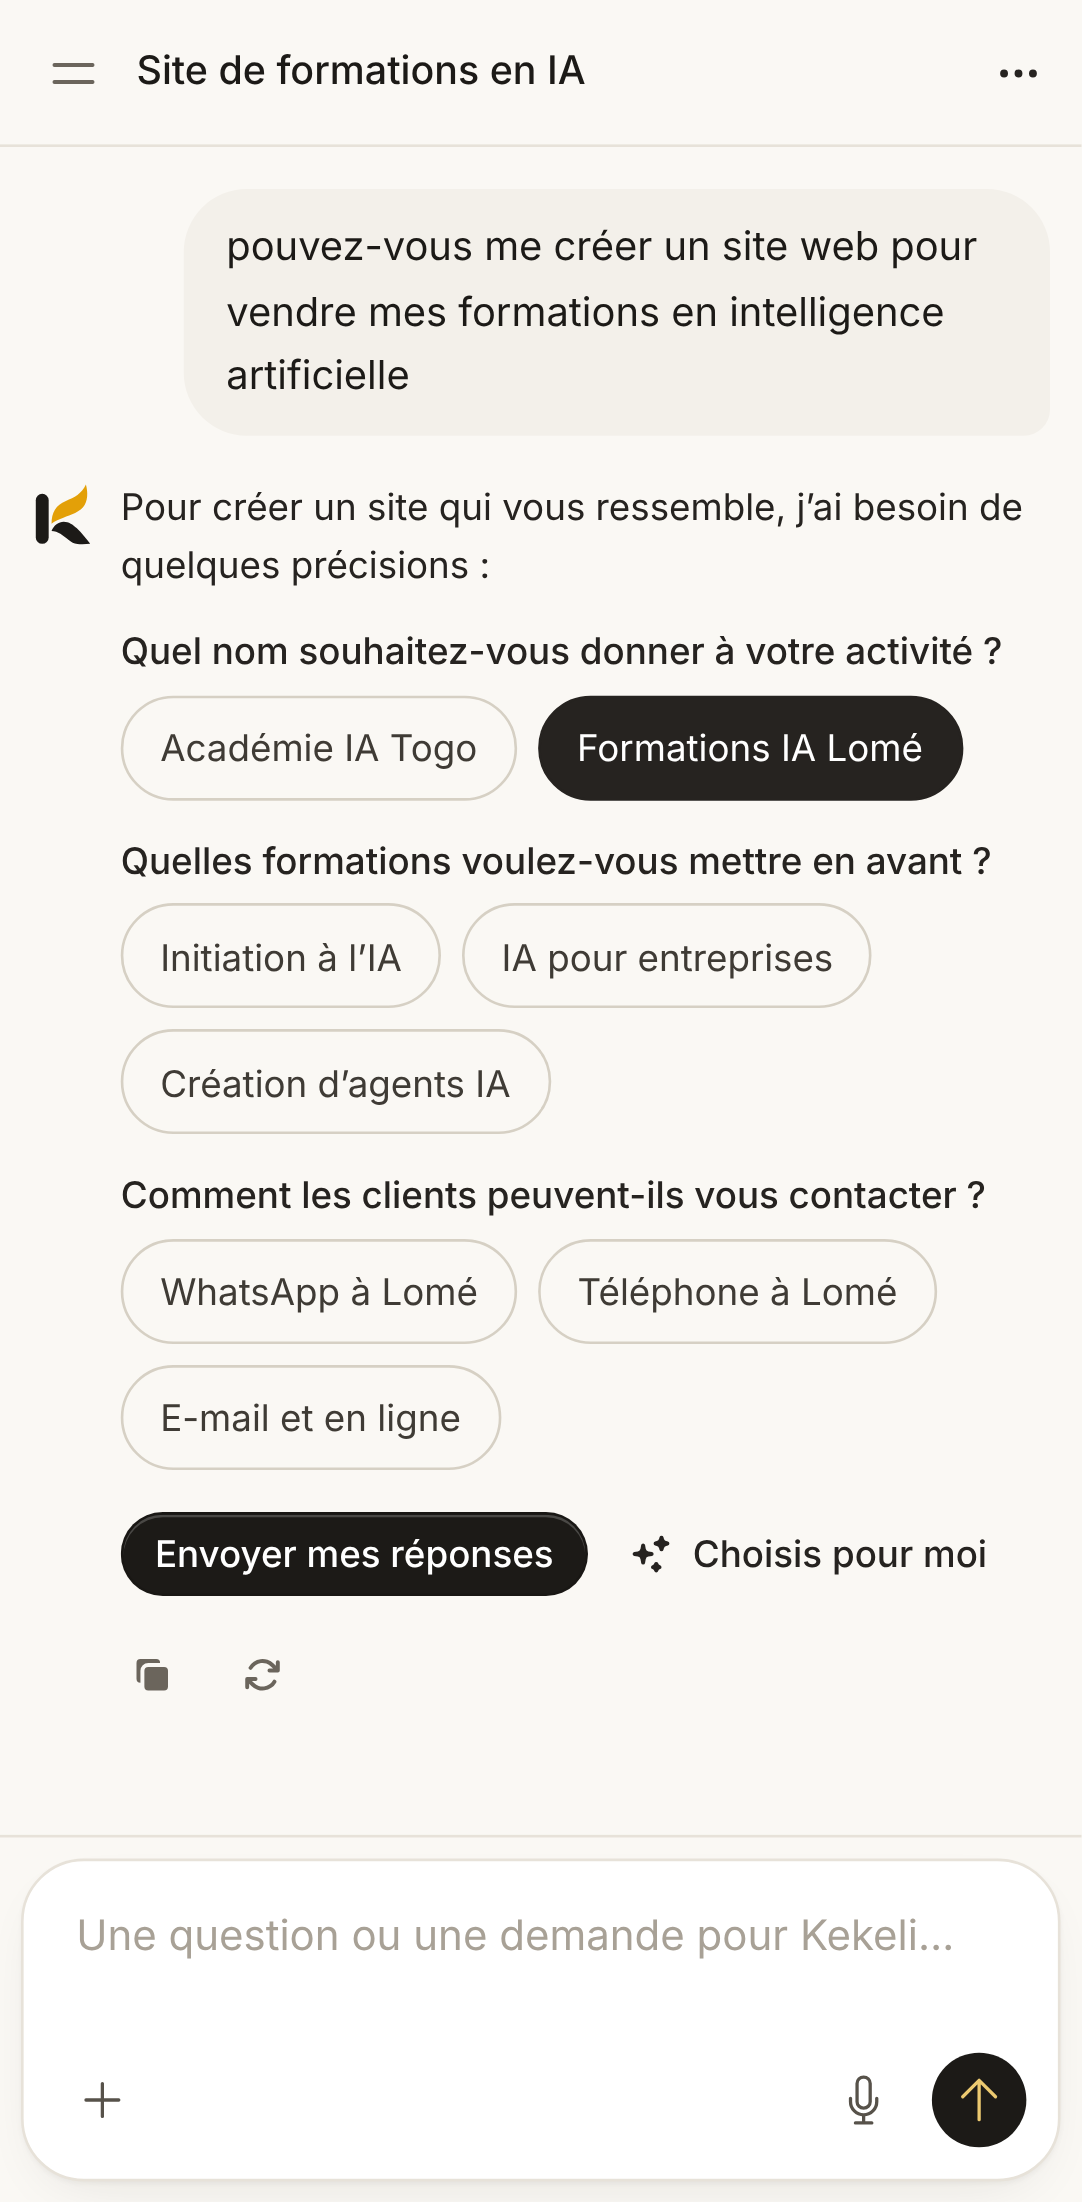 Site de formations en IA
pouvez-vous me créer un site web pour
vendre mes formations en intelligence
artificielle
Pour créer un site qui vous ressemble, j’ai besoin de
quelques précisions :
Quel nom souhaitez-vous donner à votre activité ?
Académie IA Togo
Formations IA Lomé
Quelles formations voulez-vous mettre en avant ?
Initiation à l’IA
IA pour entreprises
Création d’agents IA
Comment les clients peuvent-ils vous contacter ?
WhatsApp à Lomé
Téléphone à Lomé
E-mail et en ligne
Envoyer mes réponses
Choisis pour moi
Une question ou une demande pour Kekeli...